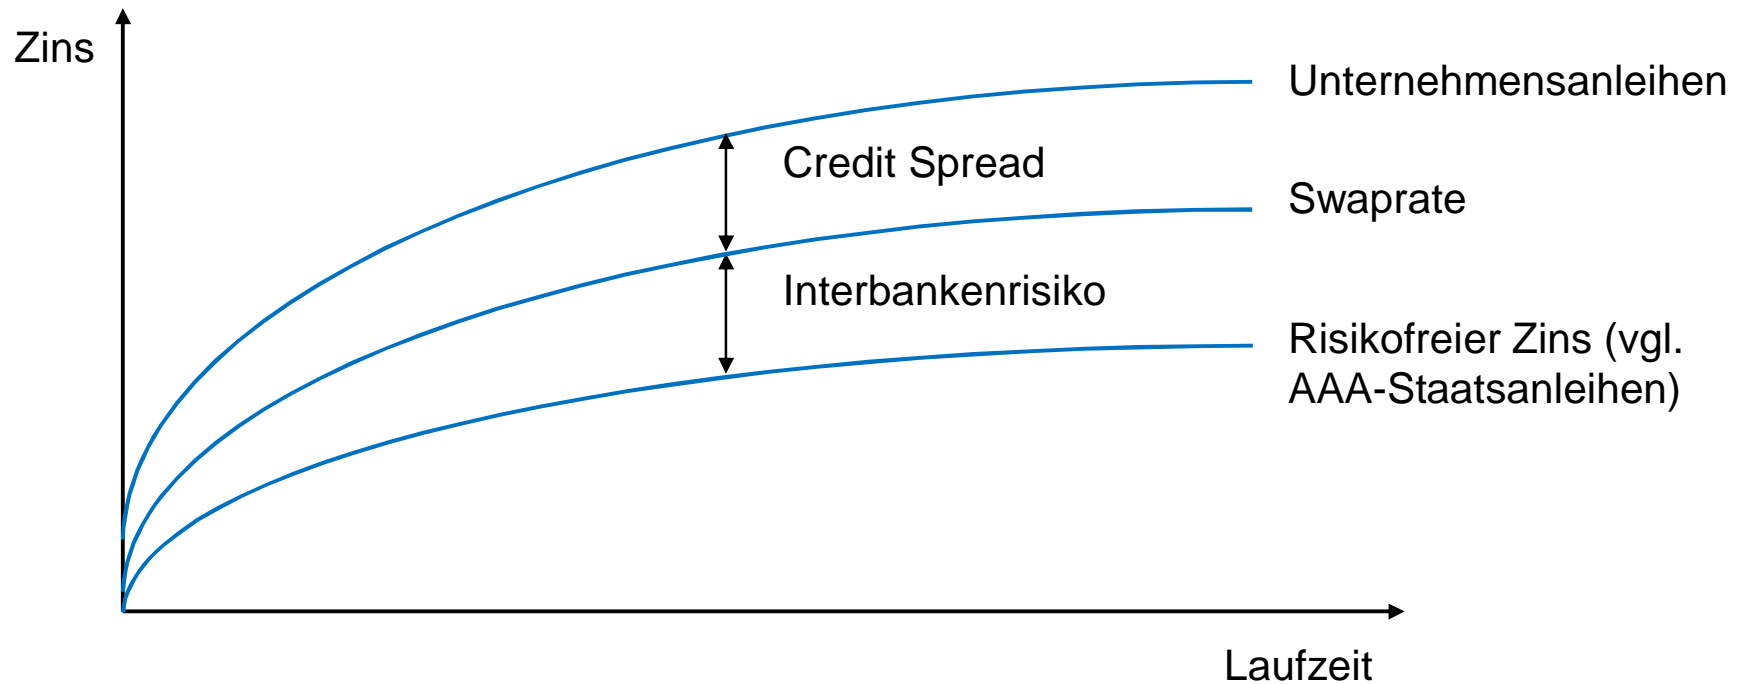 Zins
Unternehmensanleihen
Credit Spread
Swaprate
Interbankenrisiko
Risikofreier Zins (vgl.
AAA-Staatsanleihen)
Laufzeit